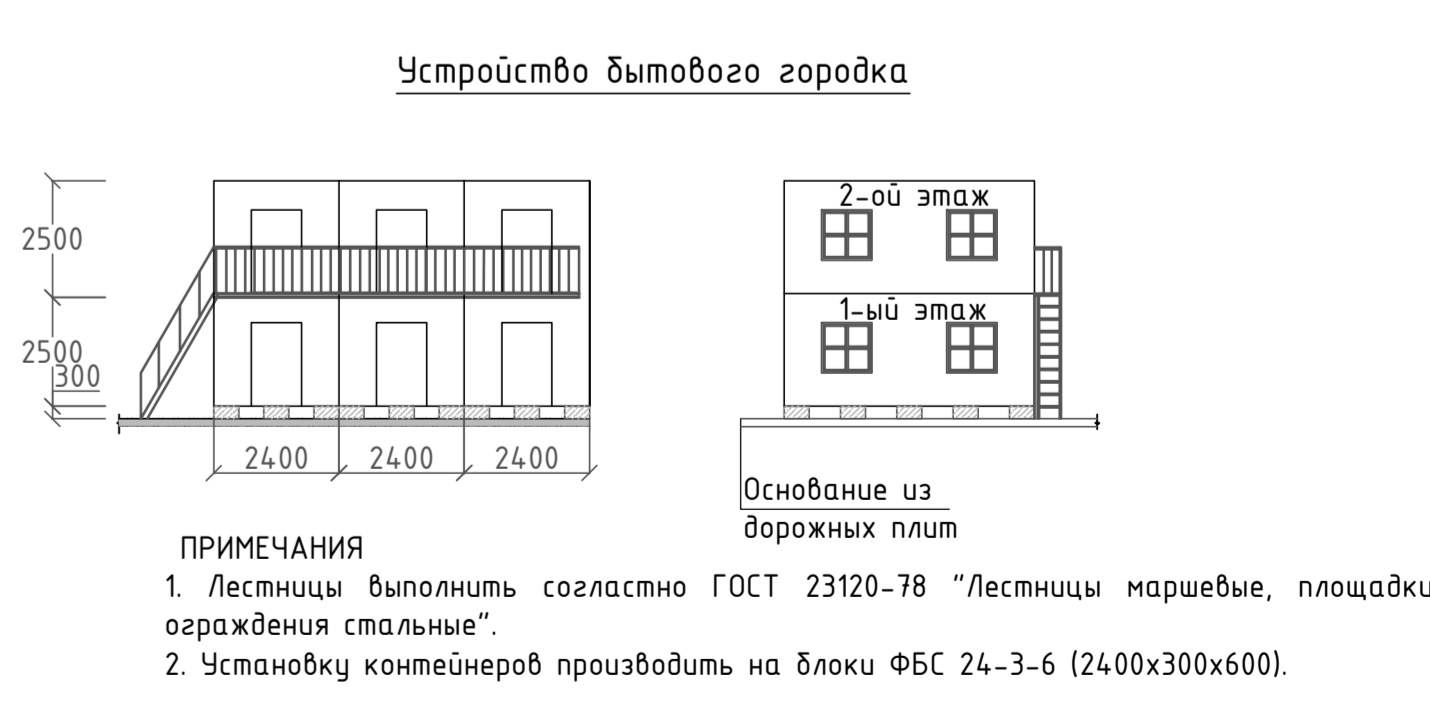 Устройство бытового городка
2-ой этаж
2500
1-ый этаж
2500
300
2400 2400 2400
Основание из
дорожных плит
ПРИМЕЧАНИЯ
1. Лестницы выполнить согластно ГОСТ 23120-78 "Лестницы маршевые, площадки
ограждения стальные".
2. Установку контейнеров производить на блоки ФБС 24-3-6 (2400х300х600).